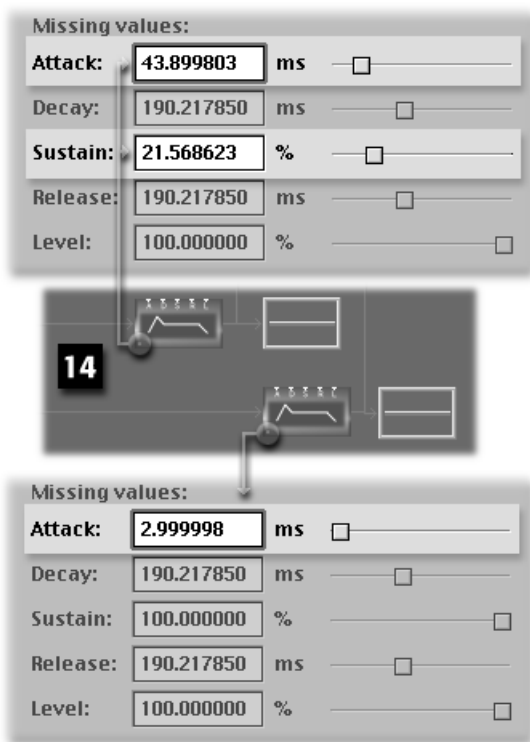 Missing values:
Attack: 43.899803 ms
Decay: 190.217850 ms
Sustain: 21.568623 %
Release: 190.217850 ms
Level: 100.000000 %
A D S R L
14
A D S R L
Missing values:
Attack: 2.999998 ms
Decay: 190.217850 ms
Sustain: 100.000000 %
Release: 190.217850 ms
Level: 100.000000 %